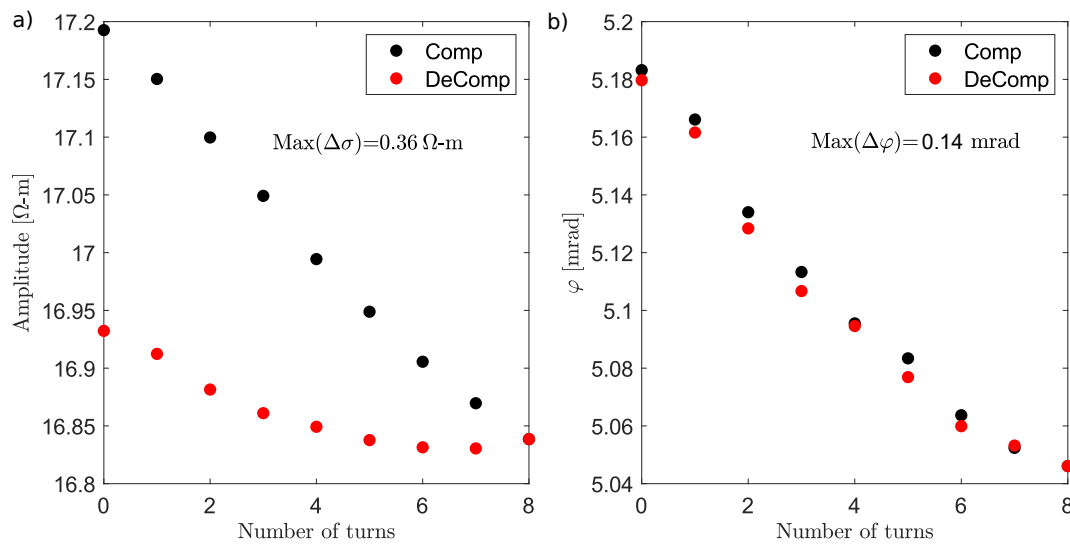 a)
Amplitude [Ω-m]
17.2
17.15
17.1
17.05
17
16.95
16.9
16.85
16.8
Comp
DeComp
Max(Δσ)=0.36 Ω-m
0 2 4 6 8
Number of turns
b)
φ [mrad]
5.2
5.18
5.16
5.14
5.12
5.1
5.08
5.06
5.04
Comp
DeComp
Max(Δφ)=0.14 mrad
0 2 4 6 8
Number of turns